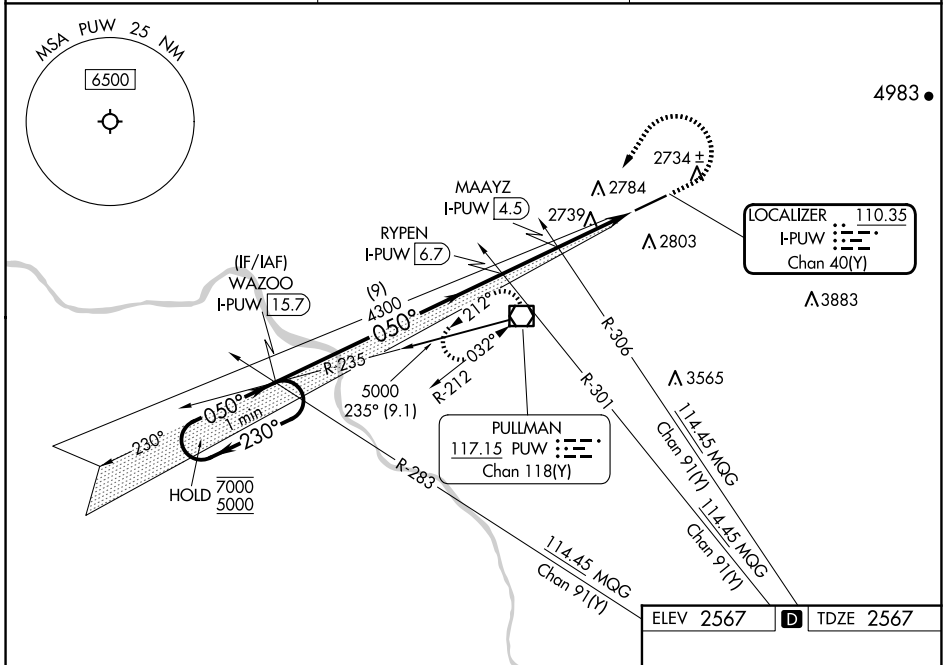 MSA PUW 25 NM
6500
4983
2734 ±
MAAYZ
I-PUW 4.5
2784
2739
LOCALIZER 110.35
I-PUW
Chan 40(Y)
RYPEN
I-PUW 6.7
2803
(IF/IAF)
WAZOO
I-PUW 15.7
(9)
4300
050°
3883
212°
032°
R-212
R-306
R-301
R-235
5000
235° (9.1)
3565
050°
1 min
230°
230°
PULLMAN
117.15 PUW
Chan 118(Y)
HOLD 7000
5000
R-283
114.45 MQG
Chan 91(Y)
114.45 MQG
Chan 91(Y)
114.45 MQG
Chan 91(Y)
ELEV 2567 D TDZE 2567